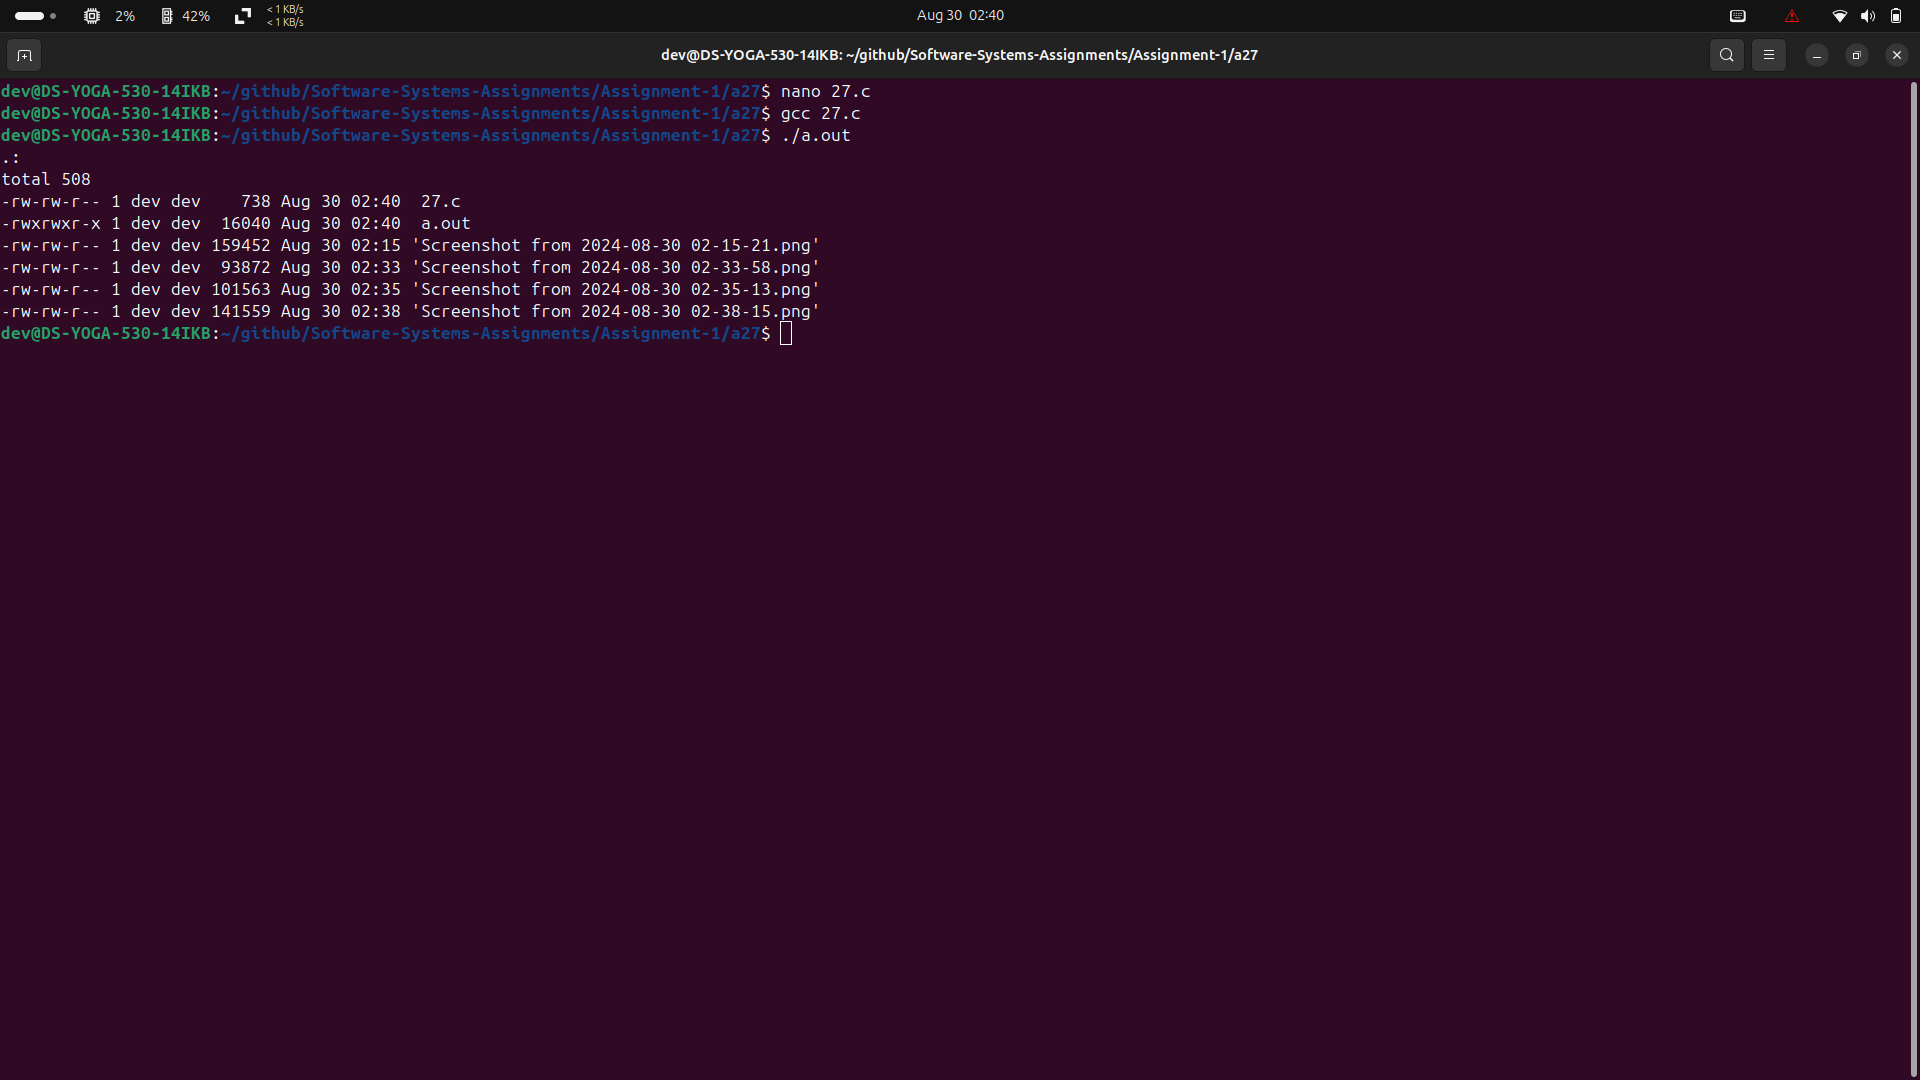 2% 42% < 1 KB/s
< 1 KB/s
Aug 30 02:40
dev@DS-YOGA-530-14IKB: ~/github/Software-Systems-Assignments/Assignment-1/a27
dev@DS-YOGA-530-14IKB:~/github/Software-Systems-Assignments/Assignment-1/a27$ nano 27.c
dev@DS-YOGA-530-14IKB:~/github/Software-Systems-Assignments/Assignment-1/a27$ gcc 27.c
dev@DS-YOGA-530-14IKB:~/github/Software-Systems-Assignments/Assignment-1/a27$ ./a.out
.:
total 508
-rw-rw-r-- 1 dev dev    738 Aug 30 02:40  27.c
-rwxrwxr-x 1 dev dev  16040 Aug 30 02:40  a.out
-rw-rw-r-- 1 dev dev 159452 Aug 30 02:15 'Screenshot from 2024-08-30 02-15-21.png'
-rw-rw-r-- 1 dev dev  93872 Aug 30 02:33 'Screenshot from 2024-08-30 02-33-58.png'
-rw-rw-r-- 1 dev dev 101563 Aug 30 02:35 'Screenshot from 2024-08-30 02-35-13.png'
-rw-rw-r-- 1 dev dev 141559 Aug 30 02:38 'Screenshot from 2024-08-30 02-38-15.png'
dev@DS-YOGA-530-14IKB:~/github/Software-Systems-Assignments/Assignment-1/a27$